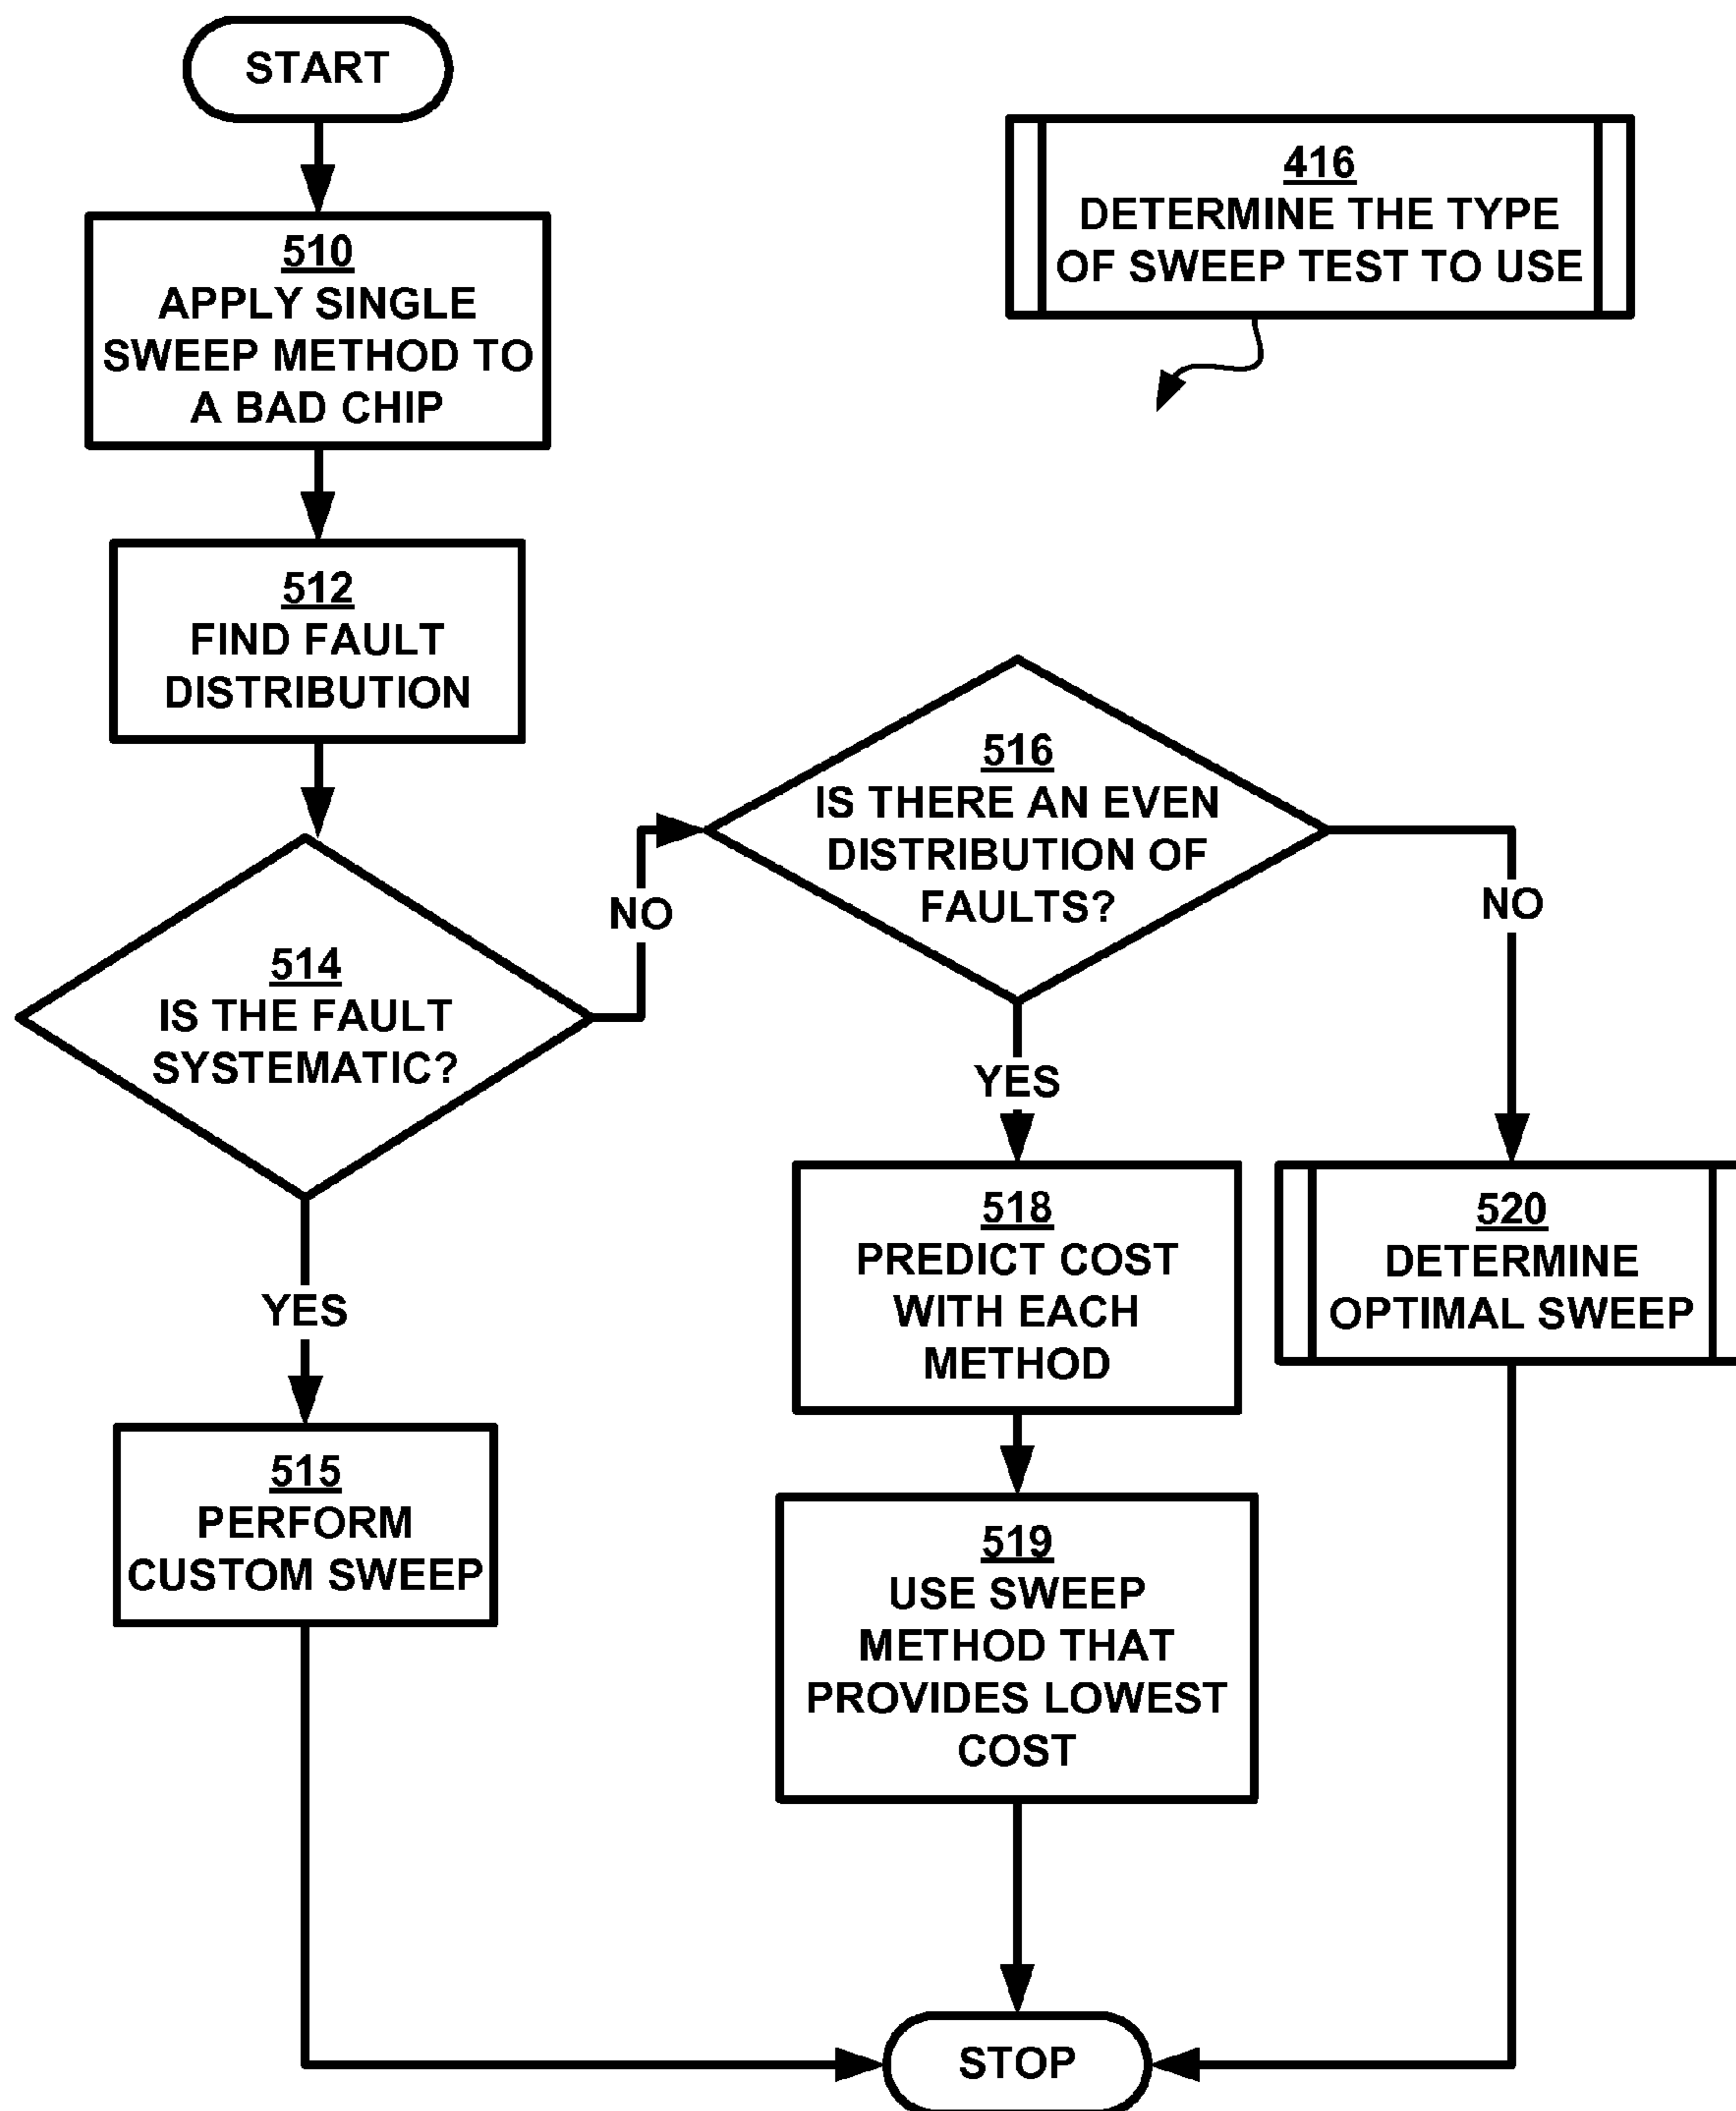 START
416
DETERMINE THE TYPE
OF SWEEP TEST TO USE
510
APPLY SINGLE
SWEEP METHOD TO
A BAD CHIP
512
FIND FAULT
DISTRIBUTION
514
IS THE FAULT
SYSTEMATIC?
NO
YES
515
PERFORM
CUSTOM SWEEP
516
IS THERE AN EVEN
DISTRIBUTION OF
FAULTS?
NO
YES
518
PREDICT COST
WITH EACH
METHOD
519
USE SWEEP
METHOD THAT
PROVIDES LOWEST
COST
520
DETERMINE
OPTIMAL SWEEP
STOP